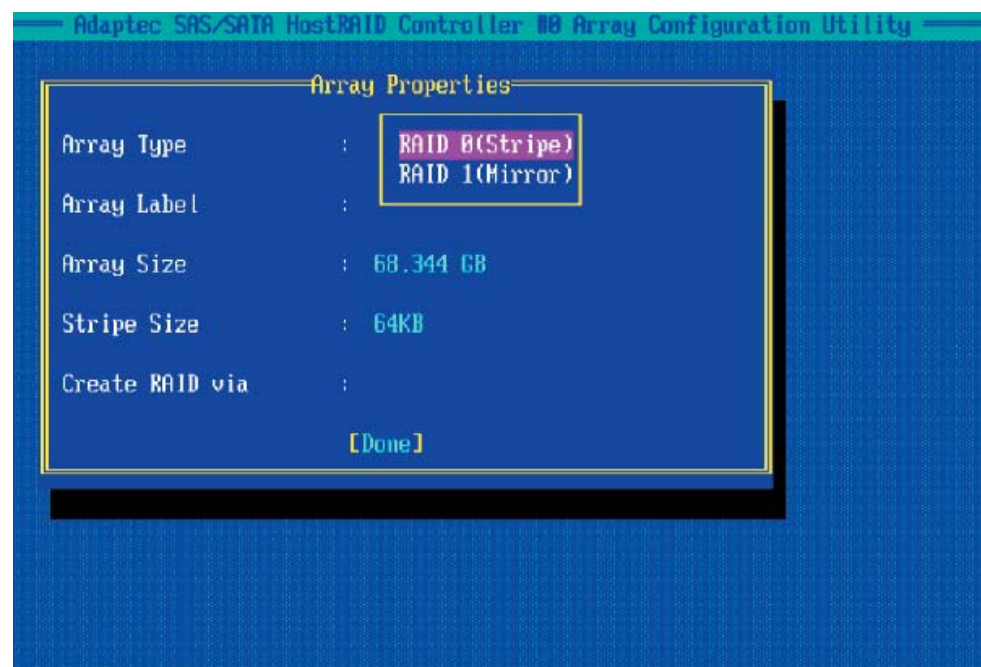 Adaptec SAS/SATA HostRAID Controller #0 Array Configuration Utility
Array Properties
Array Type : RAID 0(Stripe)
RAID 1(Mirror)
Array Label :
Array Size : 68.344 GB
Stripe Size : 64KB
Create RAID via :
[Done]